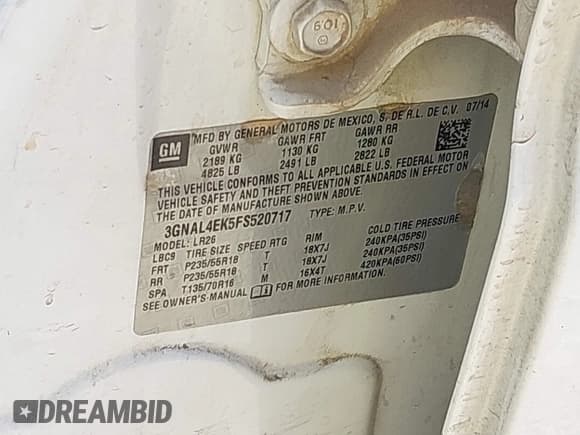 10.9
GM
MFD BY GENERAL MOTORS DE MEXICO, S. DE R.L. DE C.V. 07/14
GVWR GAWR FRT GAWR RR
2189 KG 1130 KG 1280 KG
4825 LB 2491 LB 2822 LB
THIS VEHICLE CONFORMS TO ALL APPLICABLE U.S. FEDERAL MOTOR
VEHICLE SAFETY AND THEFT PREVENTION STANDARDS IN EFFECT ON
THE DATE OF MANUFACTURE SHOWN ABOVE.
3GNAL4EK5FS520717 TYPE: M.P.V.
MODEL: LR26
LBC9 TIRE SIZE SPEED RTG RIM COLD TIRE PRESSURE
FRT P235/55R18 T 18X7J 240KPA(35PSI)
RR P235/55R18 T 18X7J 240KPA(35PSI)
SPA T135/70R16 M 16X4T 420KPA(60PSI)
SEE OWNER'S MANUAL FOR MORE INFORMATION.
DREAMBID